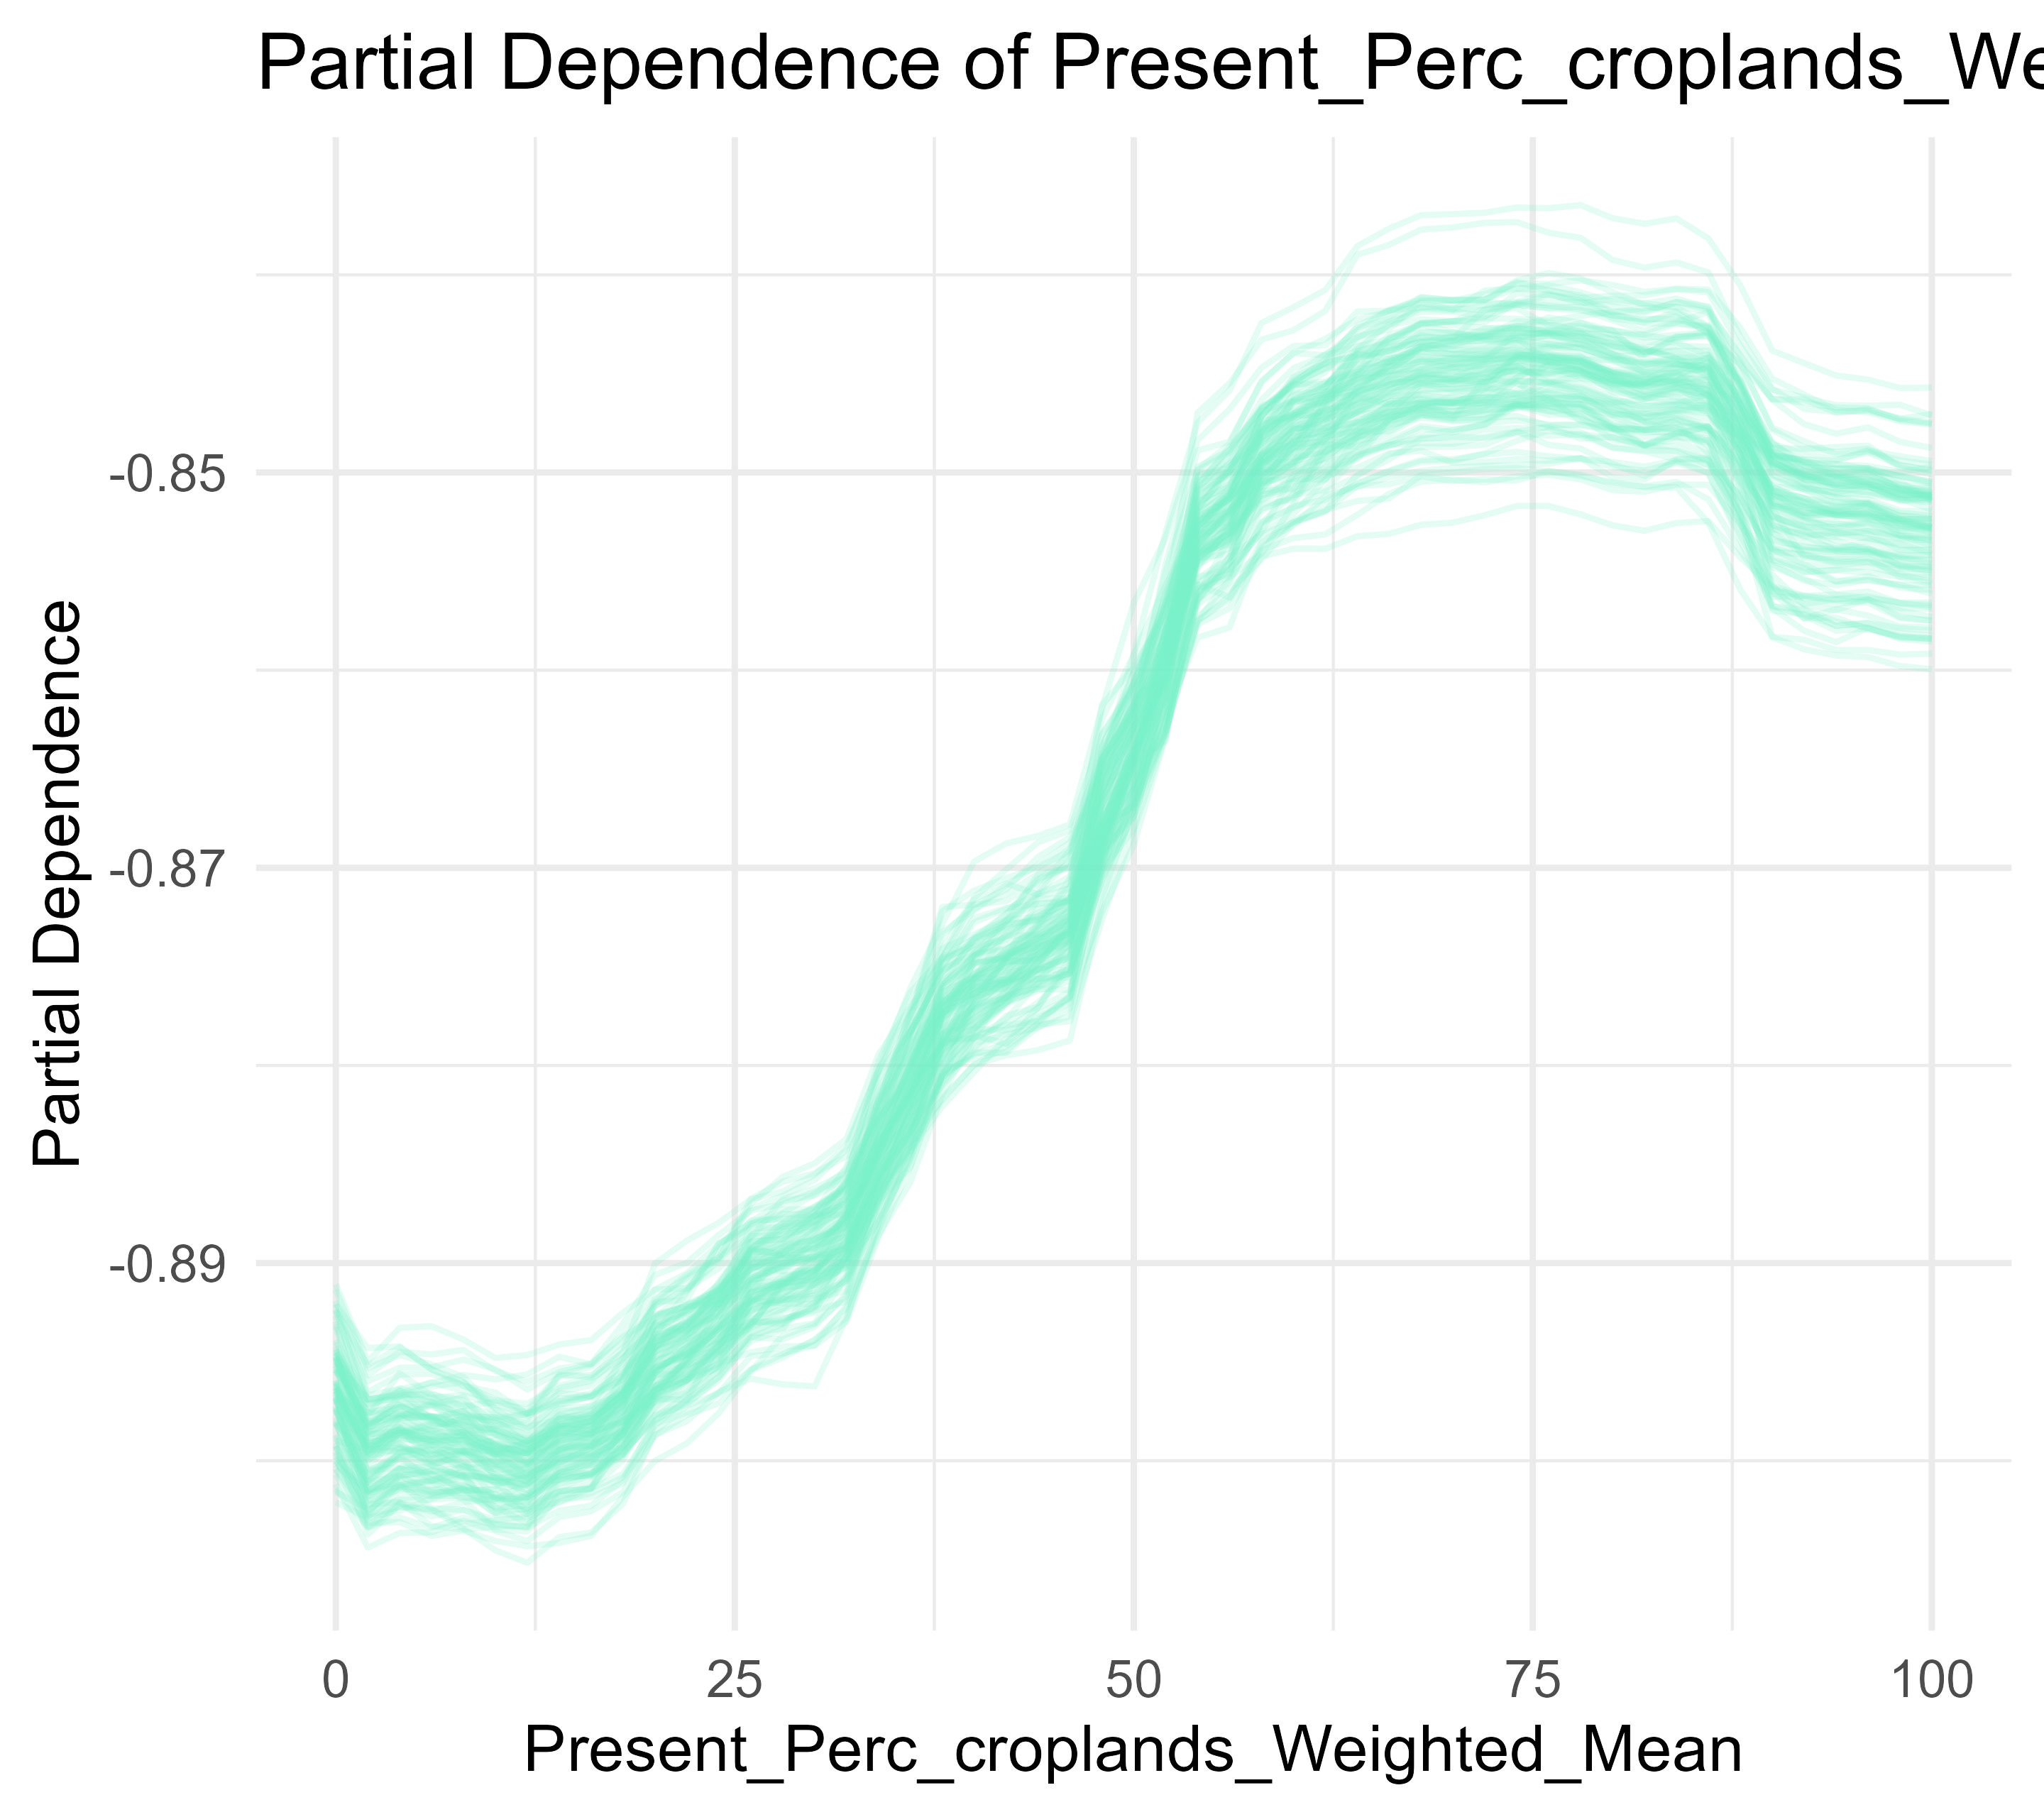 Partial Dependence of Present_Perc_croplands_We
Partial Dependence
-0.85
-0.87
-0.89
0 25 50 75 100
Present_Perc_croplands_Weighted_Mean